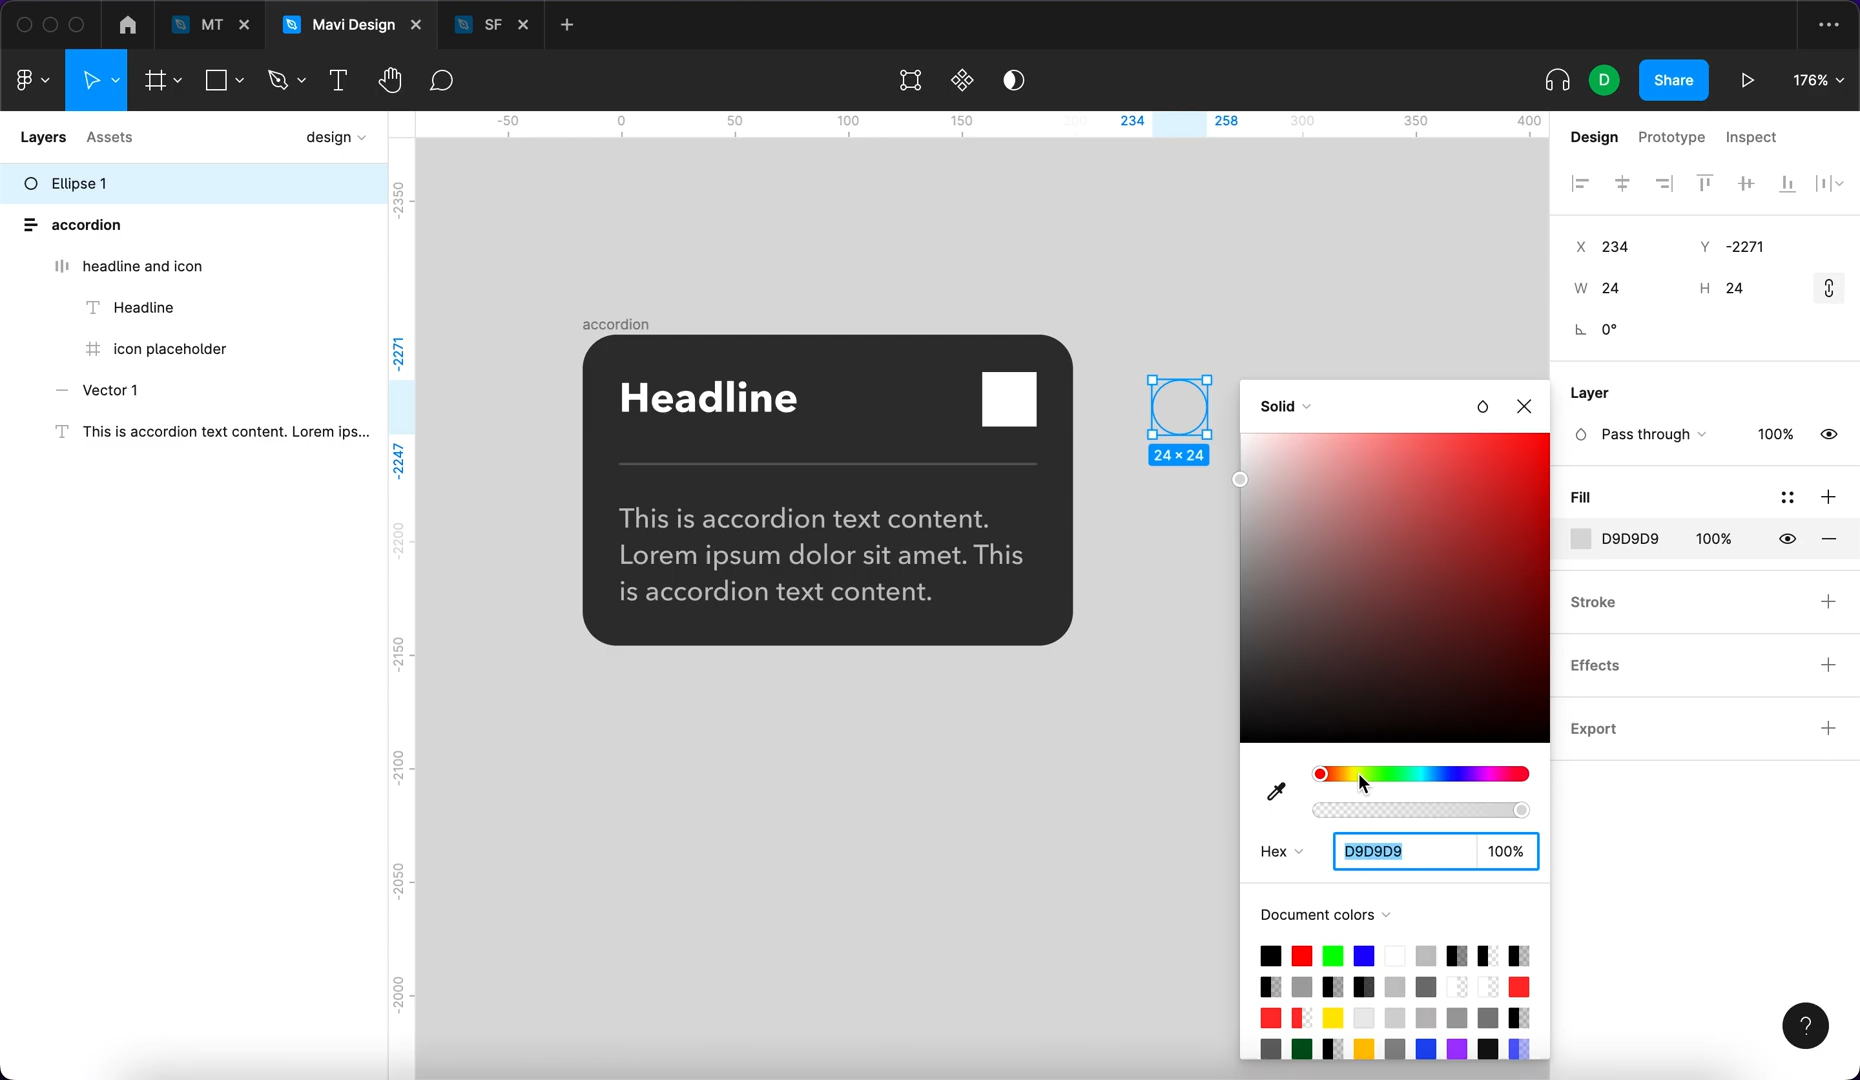 MT
Mavi Design
SF
D
Share
176%
Layers
Assets
design
-50
0
50
100
150
200
234
258
300
350
400
Design
Prototype
Inspect
Ellipse 1
accordion
headline and icon
Headline
icon placeholder
Vector 1
This is accordion text content. Lorem ips...
-2350
-2271
-2247
-2200
-2150
-2100
-2050
-2000
accordion
Headline
This is accordion text content.
Lorem ipsum dolor sit amet. This
is accordion text content.
24 × 24
Solid
Hex
D9D9D9
100%
Document colors
X 234
Y -2271
W 24
H 24
0°
Layer
Pass through
100%
Fill
D9D9D9
100%
Stroke
Effects
Export
?